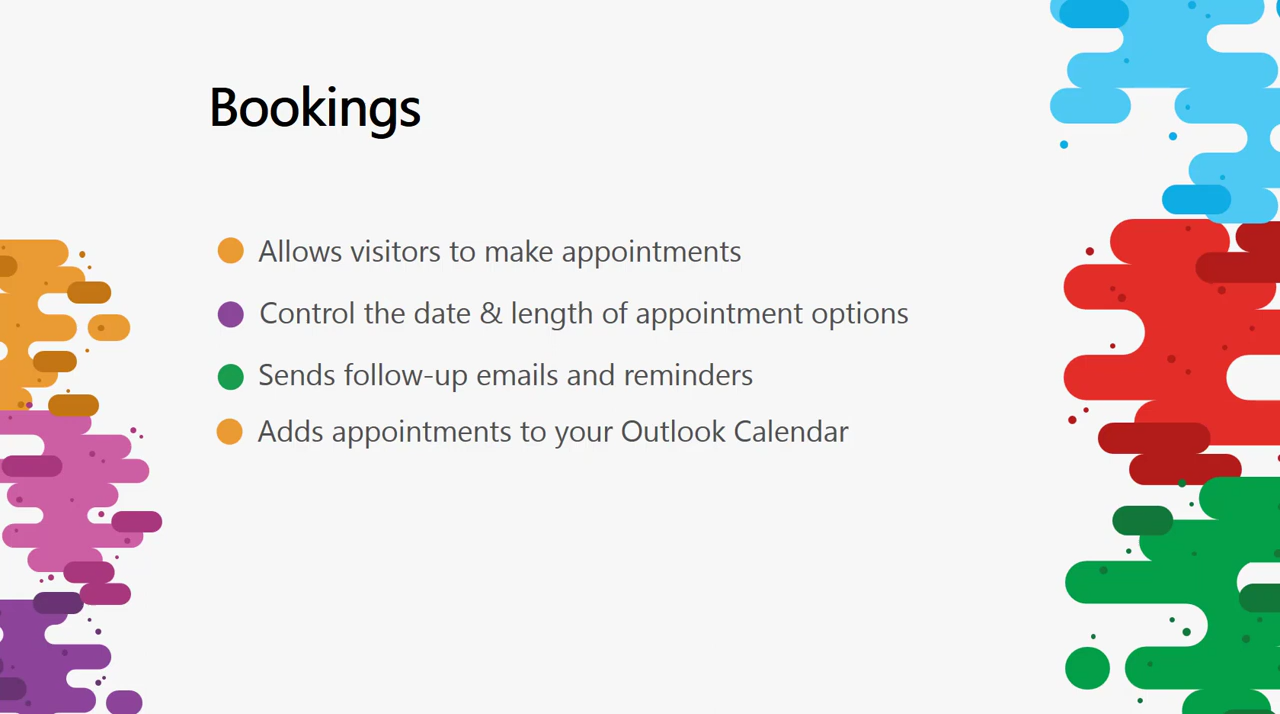 Bookings
Allows visitors to make appointments
Control the date & length of appointment options
Sends follow-up emails and reminders
Adds appointments to your Outlook Calendar